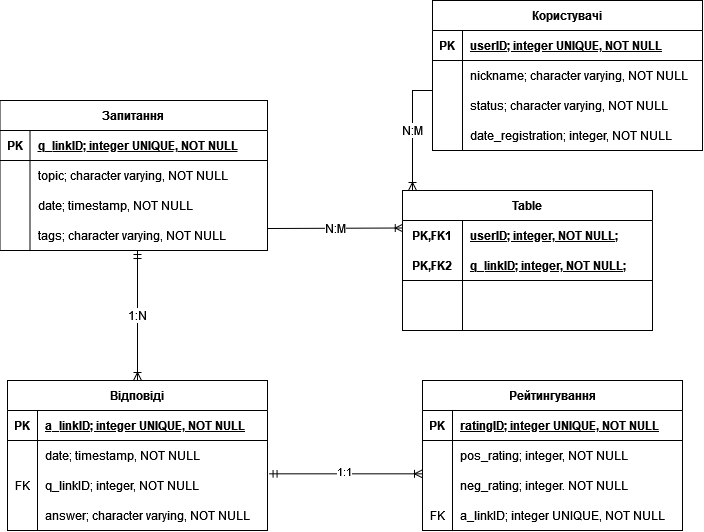 Користувачі
PK userID; integer UNIQUE, NOT NULL
nickname; character varying, NOT NULL
status; character varying, NOT NULL
date_registration; integer, NOT NULL
N:M
Запитання
PK q_linkID; integer UNIQUE, NOT NULL
topic; character varying, NOT NULL
date; timestamp, NOT NULL
tags; character varying, NOT NULL
N:M
Table
PK,FK1 userID; integer, NOT NULL;
PK,FK2 q_linkID; integer, NOT NULL;
1:N
Відповіді
PK a_linkID; integer UNIQUE, NOT NULL
date; timestamp, NOT NULL
FK q_linkID; integer, NOT NULL
answer; character varying, NOT NULL
1:1
Рейтингування
PK ratingID; integer UNIQUE, NOT NULL
pos_rating; integer, NOT NULL
neg_rating; integer. NOT NULL
FK a_linkID; integer UNIQUE, NOT NULL